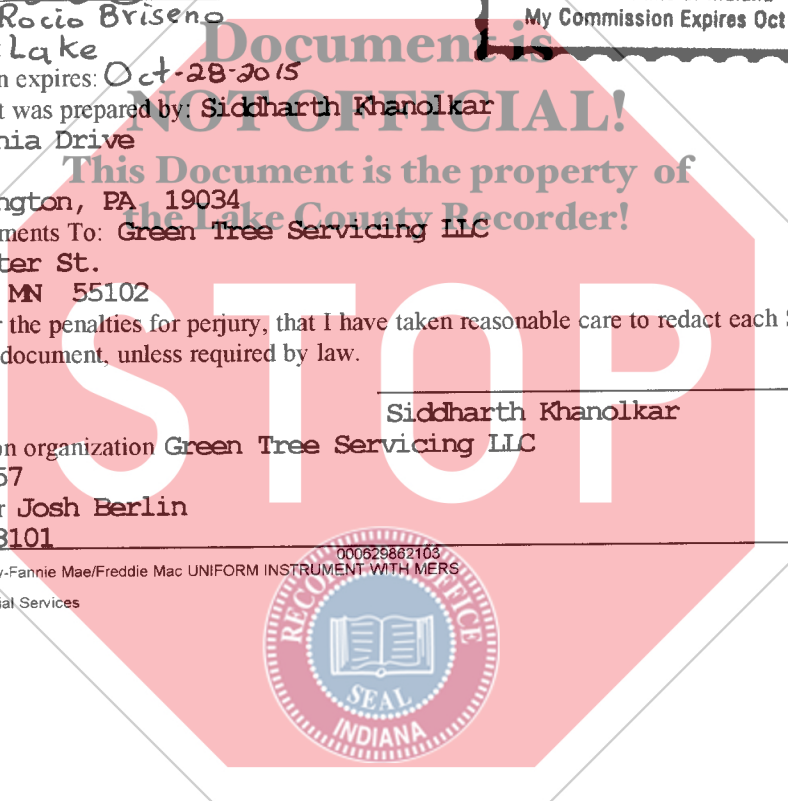 Rocio Briseno
My Commission Expires Oct
Lake
n expires: Oct-28-2015
Document is
t was prepared by: Siddharth Khanolkar
NOT OFFICIAL!
nia Drive
This Document is the property of
ngton, PA 19034
the Lake County Recorder!
ments To: Green Tree Servicing LLC
ter St.
MN 55102
r the penalties for perjury, that I have taken reasonable care to redact each S
document, unless required by law.
STOP
Siddharth Khanolkar
on organization Green Tree Servicing LLC
57
r Josh Berlin
3101
000629862103
y-Fannie Mae/Freddie Mac UNIFORM INSTRUMENT WITH MERS
ial Services
RECORDER OFFICE
SEAL
INDIANA